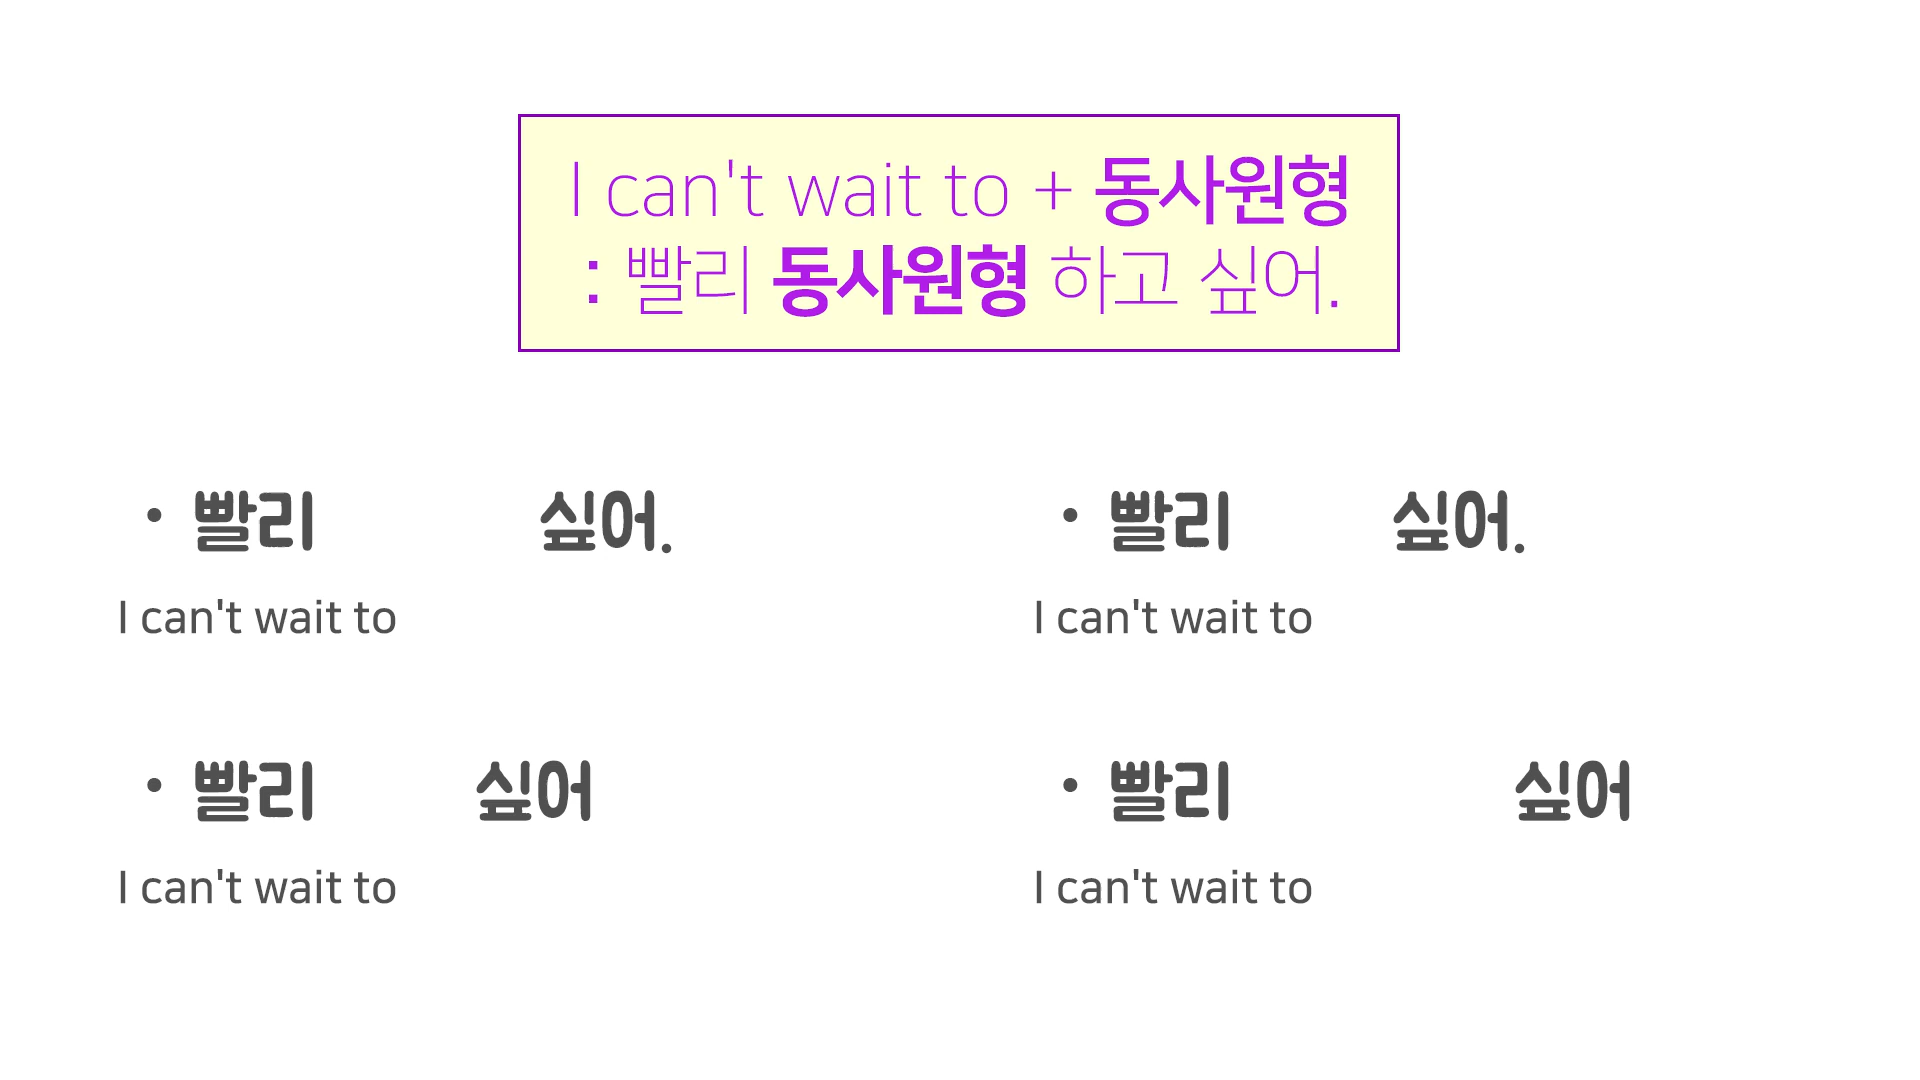 I can't wait to + 동사원형
: 빨리 동사원형 하고 싶어.
• 빨리 싶어.
I can't wait to
• 빨리 싶어.
I can't wait to
• 빨리 싶어
I can't wait to
• 빨리 싶어
I can't wait to